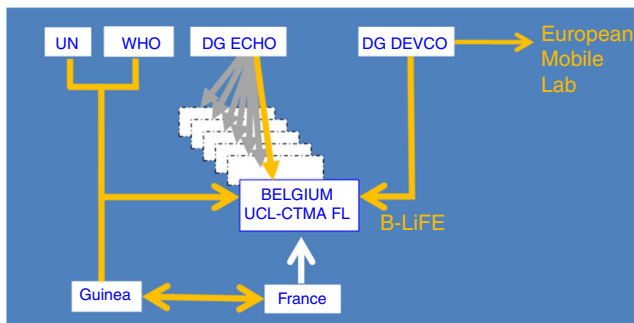 UN
WHO
DG ECHO
DG DEVCO
European
Mobile
Lab
BELGIUM
UCL-CTMA FL
B-LiFE
Guinea
France